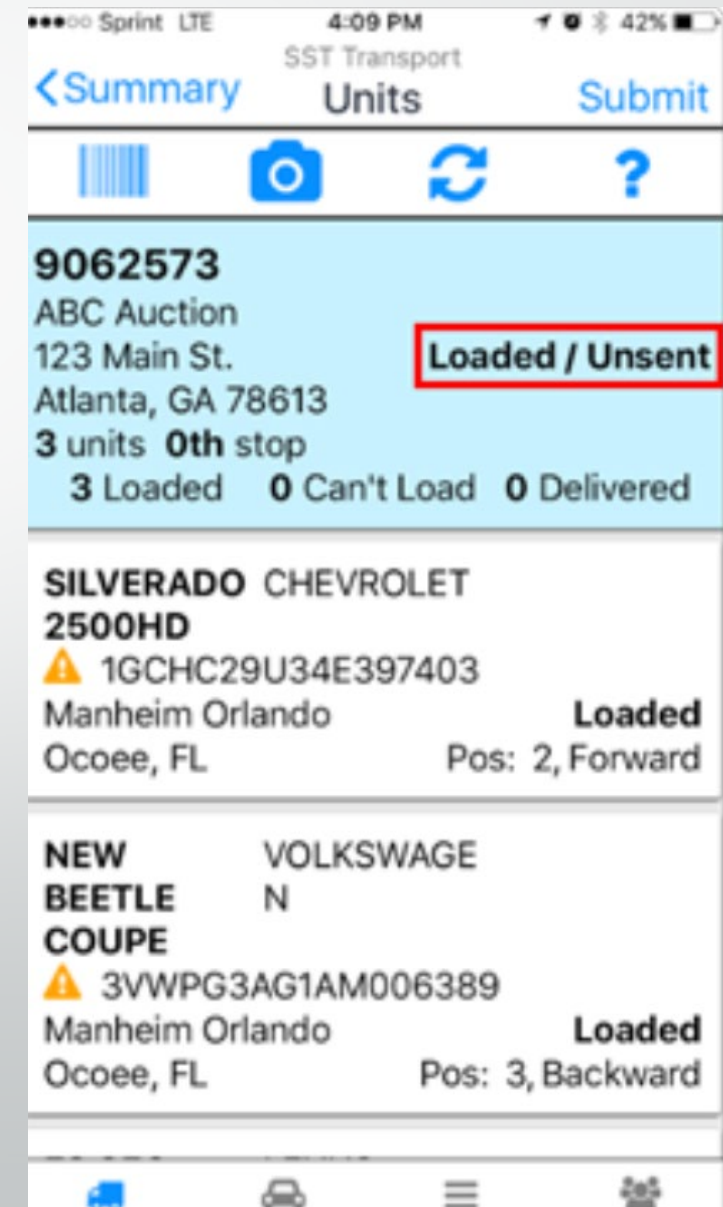 Sprint LTE 4:09 PM 42%
SST Transport
Summary Units Submit
?
9062573
ABC Auction
123 Main St. Loaded / Unsent
Atlanta, GA 78613
3 units 0th stop
3 Loaded 0 Can't Load 0 Delivered
SILVERADO CHEVROLET
2500HD
1GCHC29U34E397403
Manheim Orlando Loaded
Ocoee, FL Pos: 2, Forward
NEW VOLKSWAGE
BEETLE N
COUPE
3VWPG3AG1AM006389
Manheim Orlando Loaded
Ocoee, FL Pos: 3, Backward